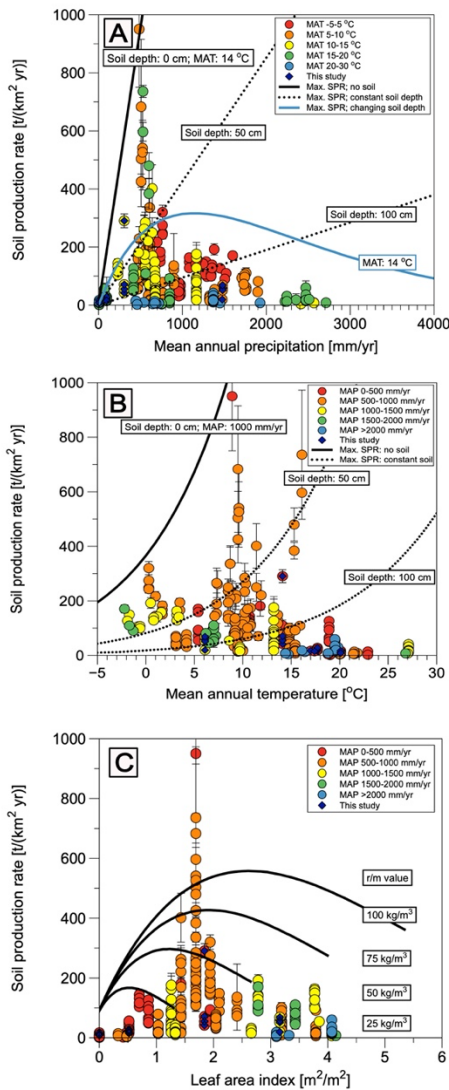 A
Soil depth: 0 cm; MAT: 14 °C
MAT -5-5 °C
MAT 5-10 °C
MAT 10-15 °C
MAT 15-20 °C
MAT 20-30 °C
This study
Max. SPR; no soil
Max. SPR; constant soil depth
Max. SPR; changing soil depth
Soil depth: 50 cm
Soil depth: 100 cm
MAT: 14 °C
Soil production rate [t/(km² yr)]
1000
800
600
400
200
0
0 1000 2000 3000 4000
Mean annual precipitation [mm/yr]
B
Soil depth: 0 cm; MAP: 1000 mm/yr
MAP 0-500 mm/yr
MAP 500-1000 mm/yr
MAP 1000-1500 mm/yr
MAP 1500-2000 mm/yr
MAP >2000 mm/yr
This study
Max. SPR; no soil
Max. SPR; constant soil
Soil depth: 50 cm
Soil depth: 100 cm
Soil production rate [t/(km² yr)]
1000
800
600
400
200
0
-5 0 5 10 15 20 25 30
Mean annual temperature [°C]
C
MAP 0-500 mm/yr
MAP 500-1000 mm/yr
MAP 1000-1500 mm/yr
MAP 1500-2000 mm/yr
MAP >2000 mm/yr
This study
r/m value
100 kg/m³
75 kg/m³
50 kg/m³
25 kg/m³
Soil production rate [t/(km² yr)]
1000
800
600
400
200
0
0 1 2 3 4 5 6
Leaf area index [m²/m²]